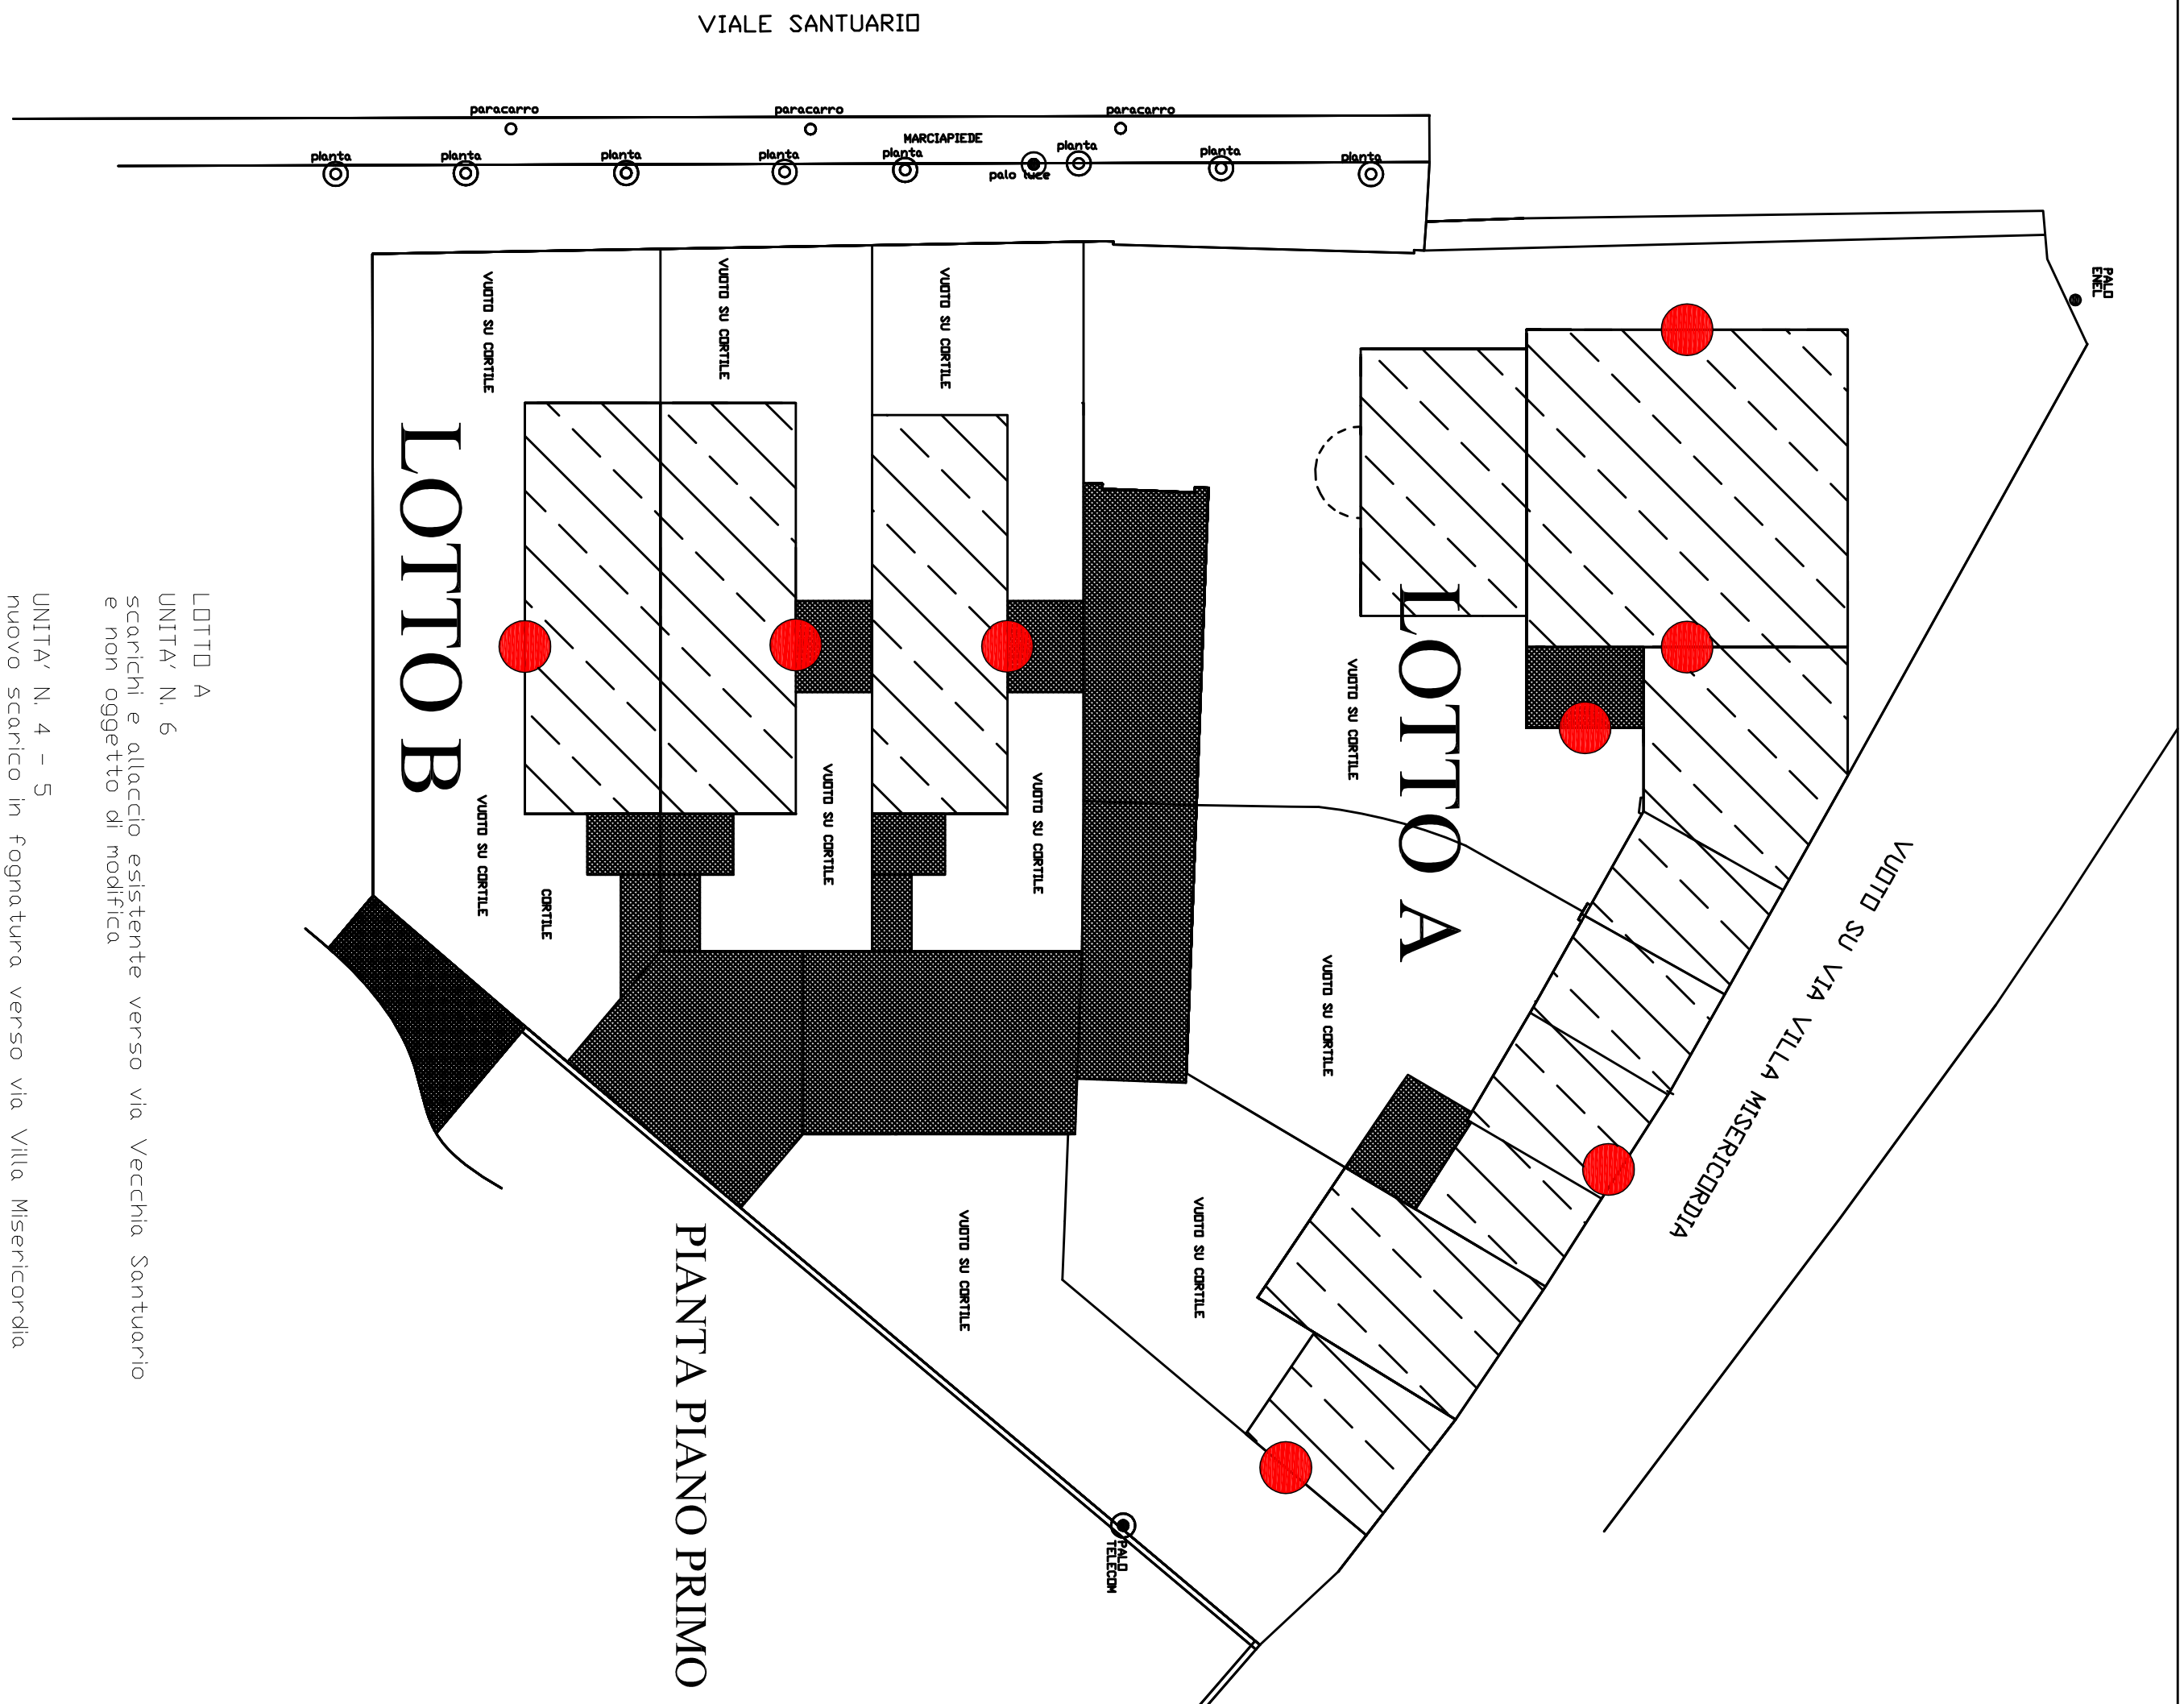 VIALE SANTUARIO
paracarro
paracarro
paracarro
MARCIAPIEDE
pianta
pianta
pianta
pianta
pianta
pianta
pianta
pianta
palo luce
PALO
ENEL
VUOTO SU CORTILE
VUOTO SU CORTILE
VUOTO SU CORTILE
LOTTO B
LOTTO A
VUOTO SU CORTILE
VUOTO SU CORTILE
VUOTO SU CORTILE
VUOTO SU CORTILE
CORTILE
VUOTO SU CORTILE
VUOTO SU VIA VILLA MISERICORDIA
VUOTO SU CORTILE
VUOTO SU CORTILE
PALO
TELECOM
PIANTA PIANO PRIMO
LOTTO A
UNITA' N. 6
scarichi e allaccio esistente verso via Vecchia Santuario
e non oggetto di modifica
UNITA' N. 4 - 5
nuovo scarico in fognatura verso via Villa Misericordia